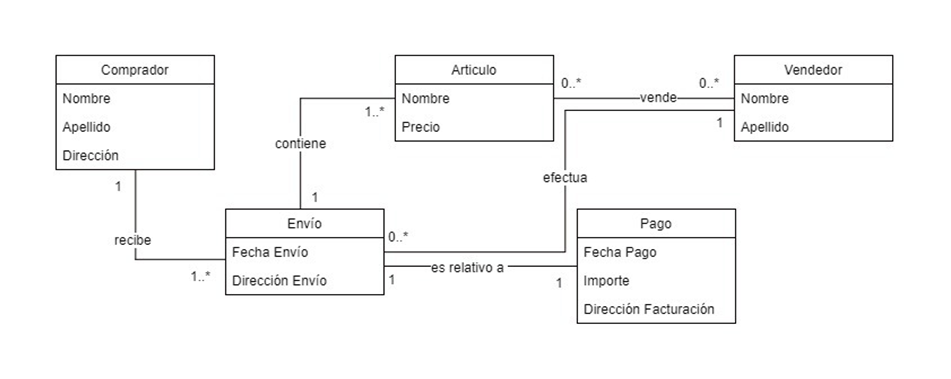 Comprador
Nombre
Apellido
Dirección
1
recibe
1..*
Articulo
Nombre
Precio
1..*
contiene
1
0..*
vende
0..*
Vendedor
Nombre
Apellido
1
efectua
0..*
Envío
Fecha Envío
Dirección Envío
1
es relativo a
1
Pago
Fecha Pago
Importe
Dirección Facturación